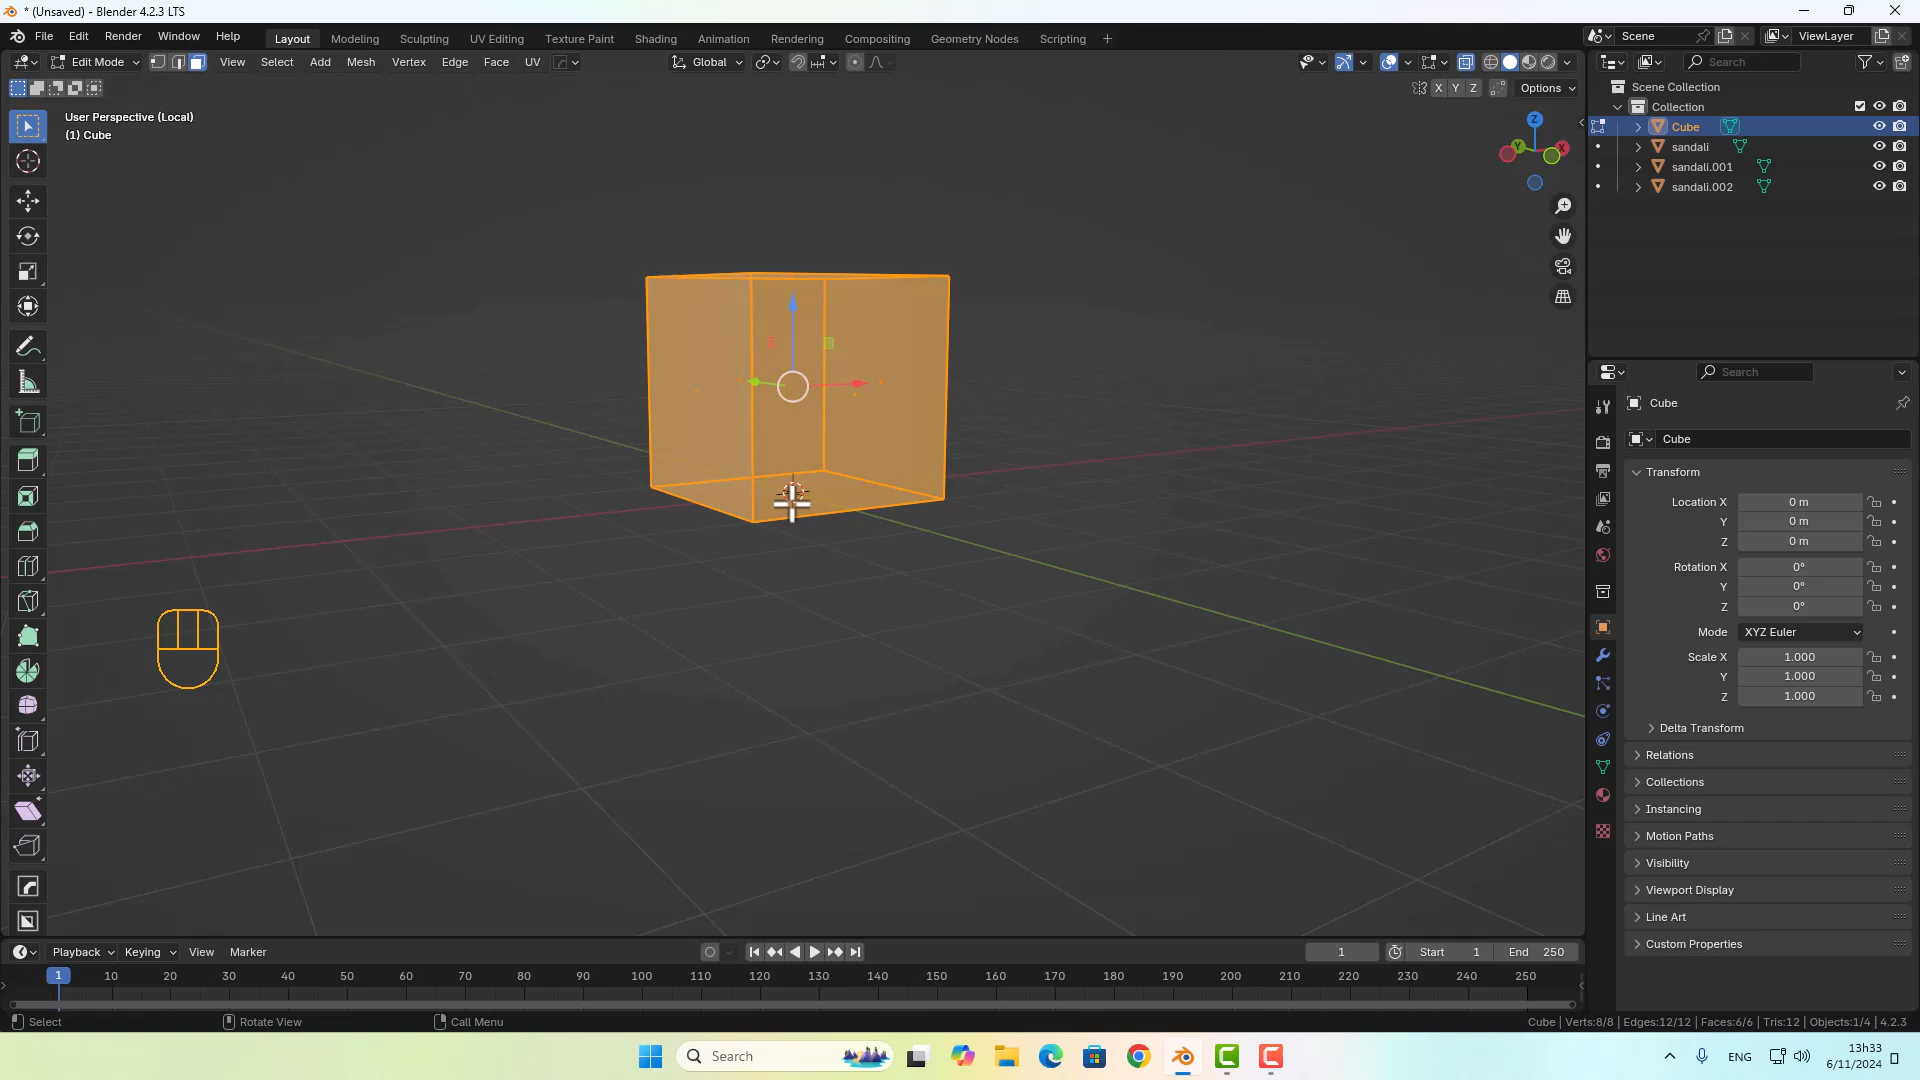 * (Unsaved) - Blender 4.2.3 LTS
File Edit Render Window Help Layout Modeling Sculpting UV Editing Texture Paint Shading Animation Rendering Compositing Geometry Nodes Scripting + Scene ViewLayer
Edit Mode View Select Add Mesh Vertex Edge Face UV Global Search
X Y Z Options
User Perspective (Local)
(1) Cube
Z
Y
X
Scene Collection
Collection
Cube
sandali
sandali.001
sandali.002
Search
Cube
Cube
Transform
Location X 0 m
Y 0 m
Z 0 m
Rotation X 0°
Y 0°
Z 0°
Mode XYZ Euler
Scale X 1.000
Y 1.000
Z 1.000
Delta Transform
Relations
Collections
Instancing
Motion Paths
Visibility
Viewport Display
Line Art
Custom Properties
Playback Keying View Marker 1 Start 1 End 250
1 10 20 30 40 50 60 70 80 90 100 110 120 130 140 150 160 170 180 190 200 210 220 230 240 250
Select Rotate View Call Menu Cube | Verts:8/8 | Edges:12/12 | Faces:6/6 | Tris:12 | Objects:1/4 | 4.2.3
Search ENG 13h33
6/11/2024